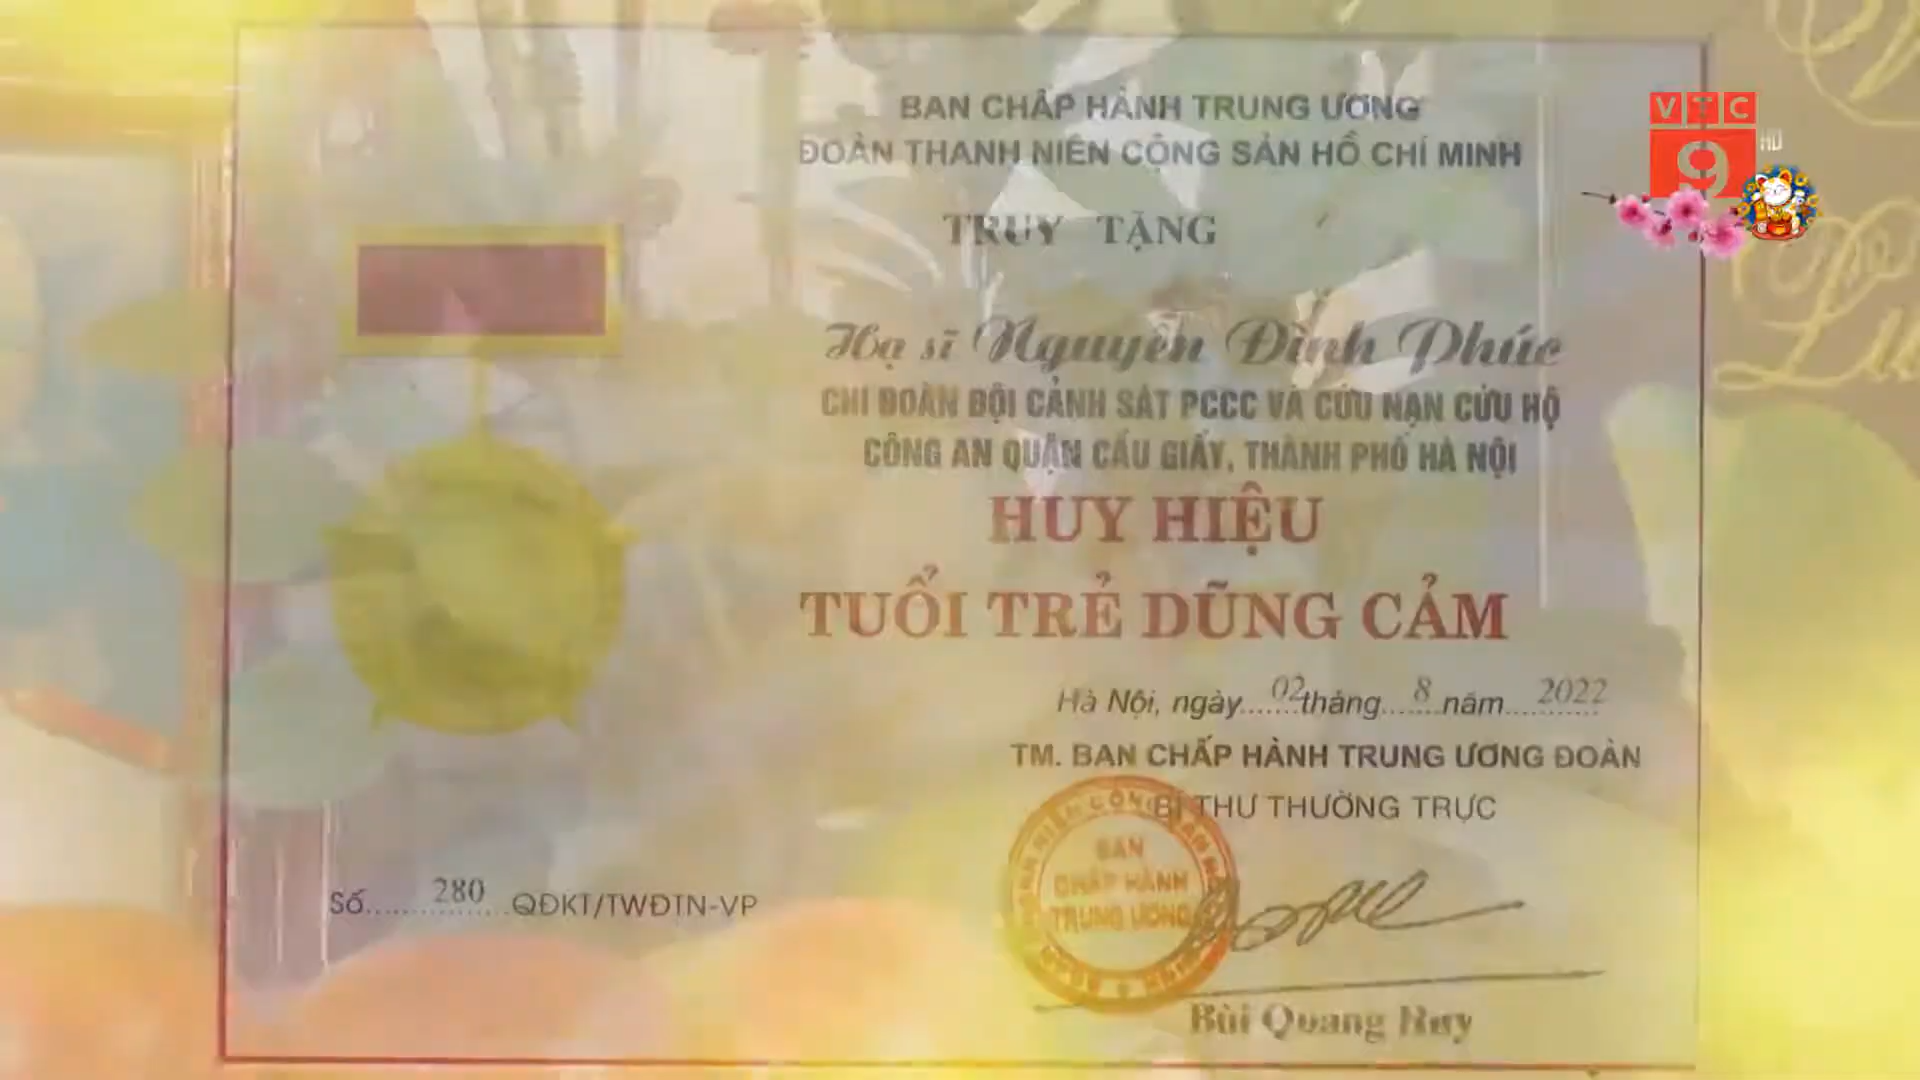 BAN CHẤP HÀNH TRUNG ƯƠNG
ĐOÀN THANH NIÊN CỘNG SẢN HỒ CHÍ MINH
VTC
9
HD
TRUY TẶNG
Hạ sĩ Nguyễn Đình Phúc
CHI ĐOÀN ĐỘI CẢNH SÁT PCCC VÀ CỨU NẠN CỨU HỘ
CÔNG AN QUẬN CẦU GIẤY, THÀNH PHỐ HÀ NỘI
HUY HIỆU
TUỔI TRẺ DŨNG CẢM
Hà Nội, ngày.......02tháng.......8.năm........2022
TM. BAN CHẤP HÀNH TRUNG ƯƠNG ĐOÀN
BÍ THƯ THƯỜNG TRỰC
BAN
CHẤP HÀNH
TRUNG ƯƠNG
Số..........280...QĐKT/TWĐTN-VP
Bùi Quang Huy